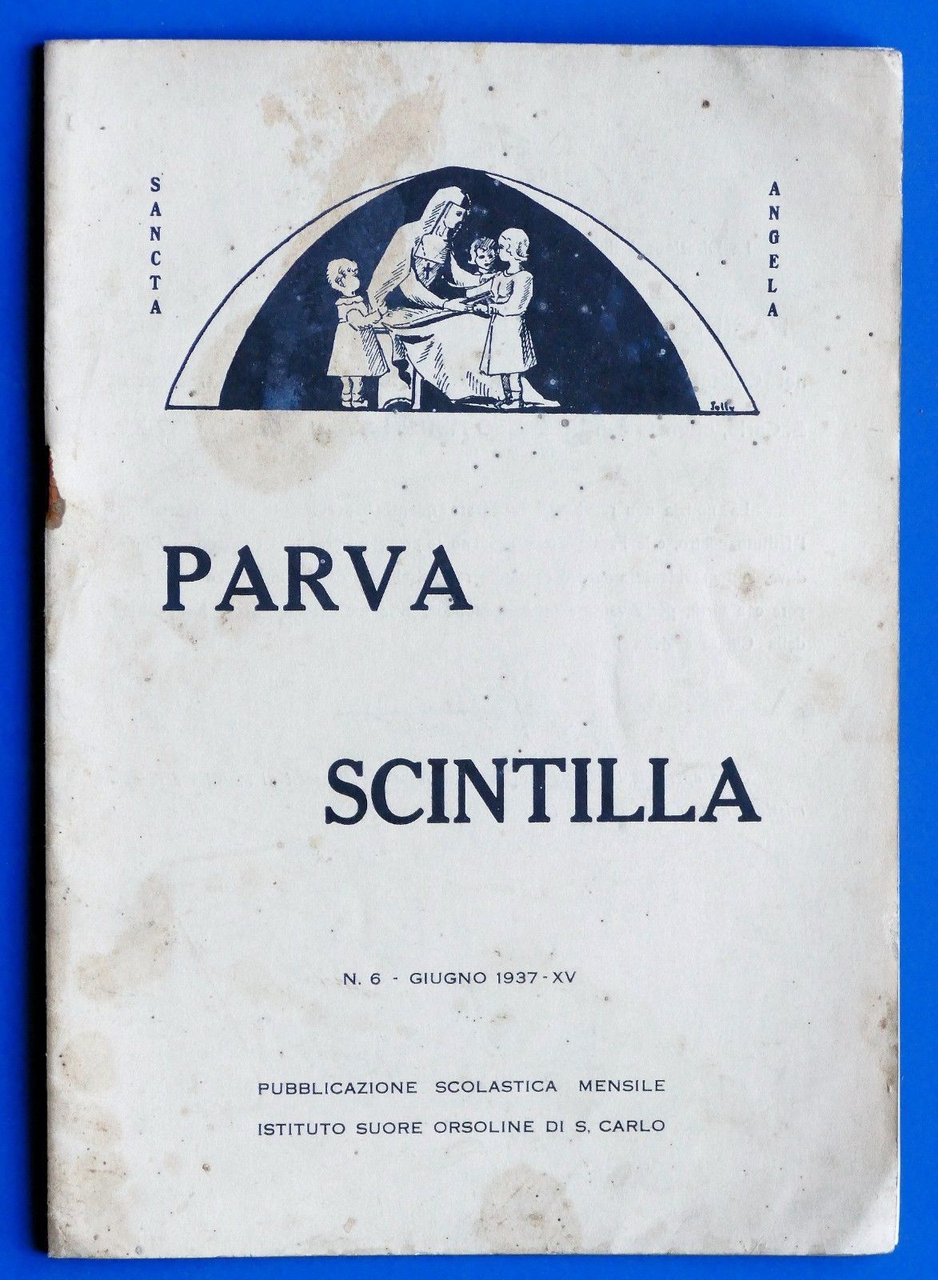 SANCTA
ANGELA
PARVA
SCINTILLA
N. 6 - GIUGNO 1937-XV
PUBBLICAZIONE SCOLASTICA MENSILE
ISTITUTO SUORE ORSOLINE DI S. CARLO